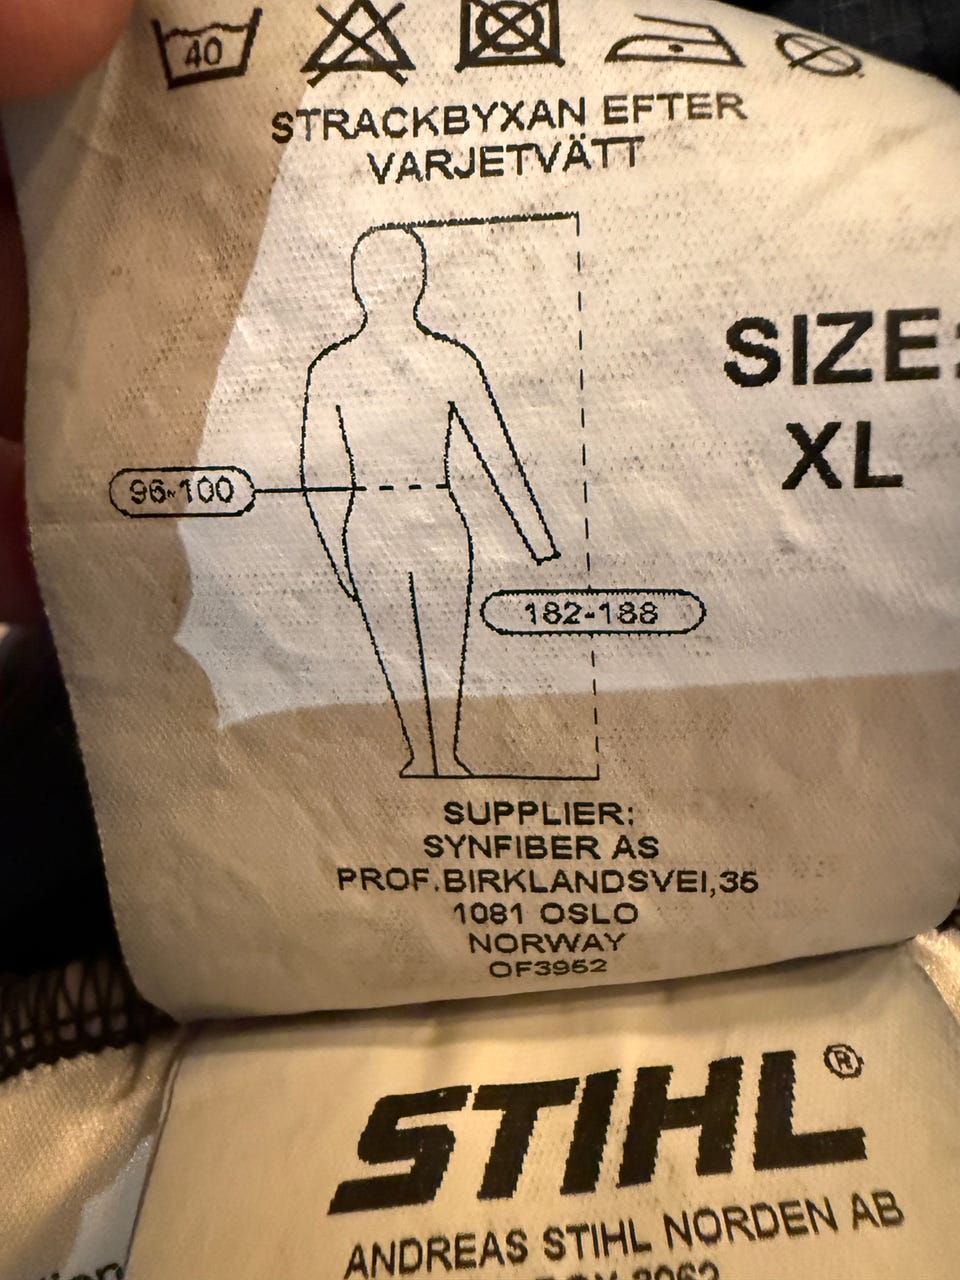 40
STRACKBYXAN EFTER
VARJETVÄTT
SIZE:
XL
96-100
182-188
SUPPLIER:
SYNFIBER AS
PROF.BIRKLANDSVEI,35
1081 OSLO
NORWAY
OF3952
STIHL®
ANDREAS STIHL NORDEN AB